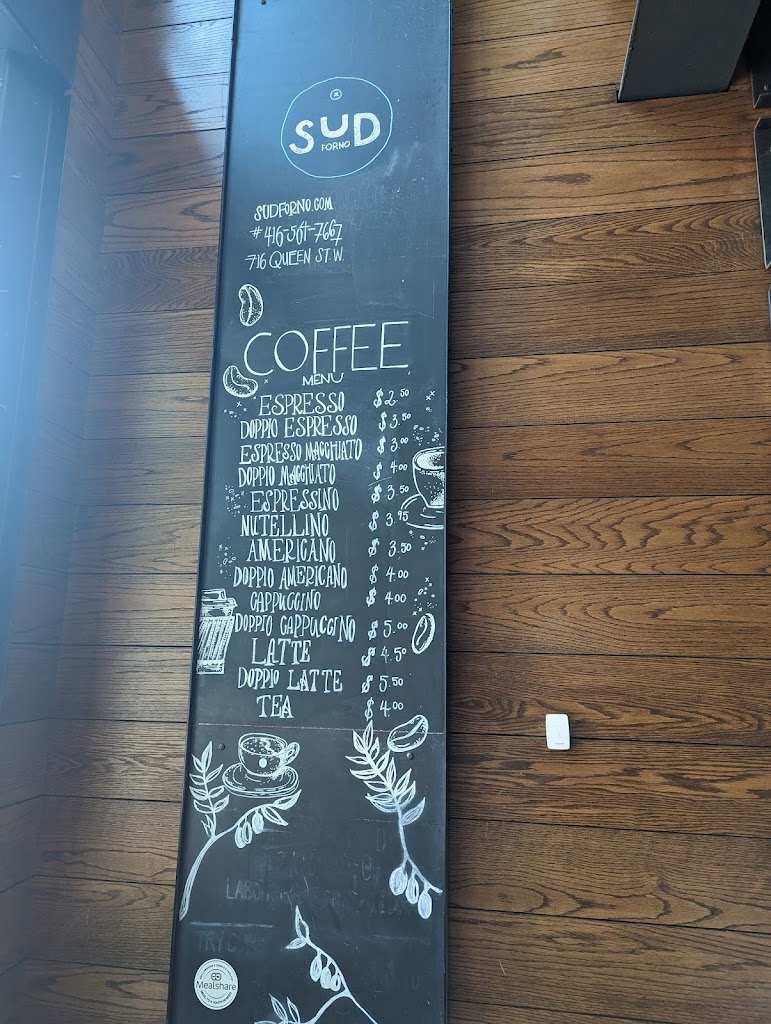 SUD
FORNO
SUDFORNO.COM
#416-504-7667
716 QUEEN ST. W.
COFFEE
MENU
ESPRESSO $2.50
DOPPIO ESPRESSO $3.50
ESPRESSO MACCHIATO $3.00
DOPPIO MACCHIATO $4.00
ESPRESSINO $3.50
NUTELLINO $3.95
AMERICANO $3.50
DOPPIO AMERICANO $4.00
CAPPUCCINO $4.00
DOPPIO CAPPUCCINO $5.00
LATTE $4.50
DOPPIO LATTE $5.50
TEA $4.00
Mealshare